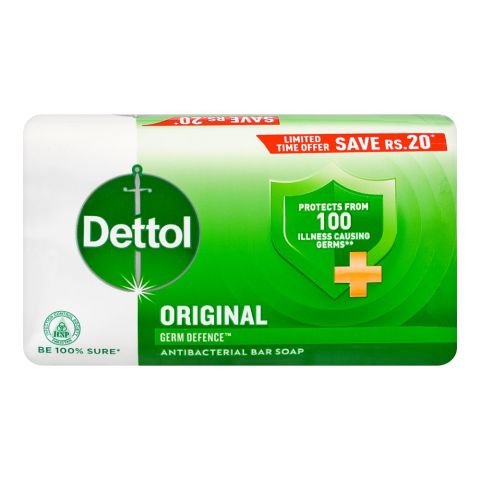 SAVE RS.20*
LIMITED
TIME OFFER SAVE RS.20*
PROTECTS FROM
100
ILLNESS CAUSING
GERMS**
Dettol
ORIGINAL
GERM DEFENCE™
ANTIBACTERIAL BAR SOAP
BE 100% SURE*